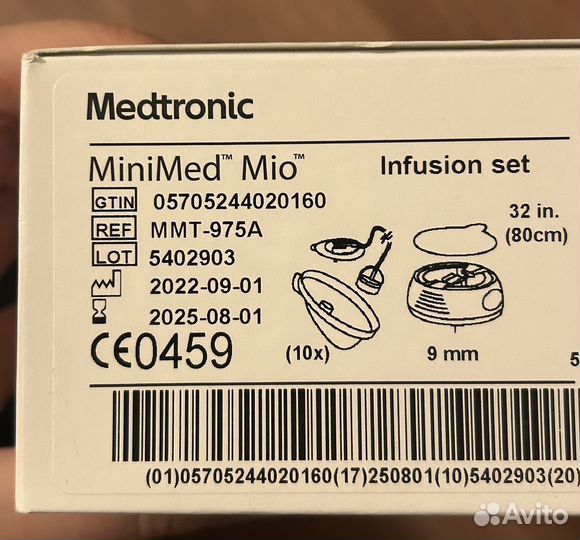 Medtronic
MiniMed™ Mio™ Infusion set
GTIN 05705244020160
REF MMT-975A
LOT 5402903
2022-09-01
2025-08-01
CE0459
32 in.
(80cm)
(10x)
9 mm
5
(01)05705244020160(17)250801(10)5402903(20)
Avito